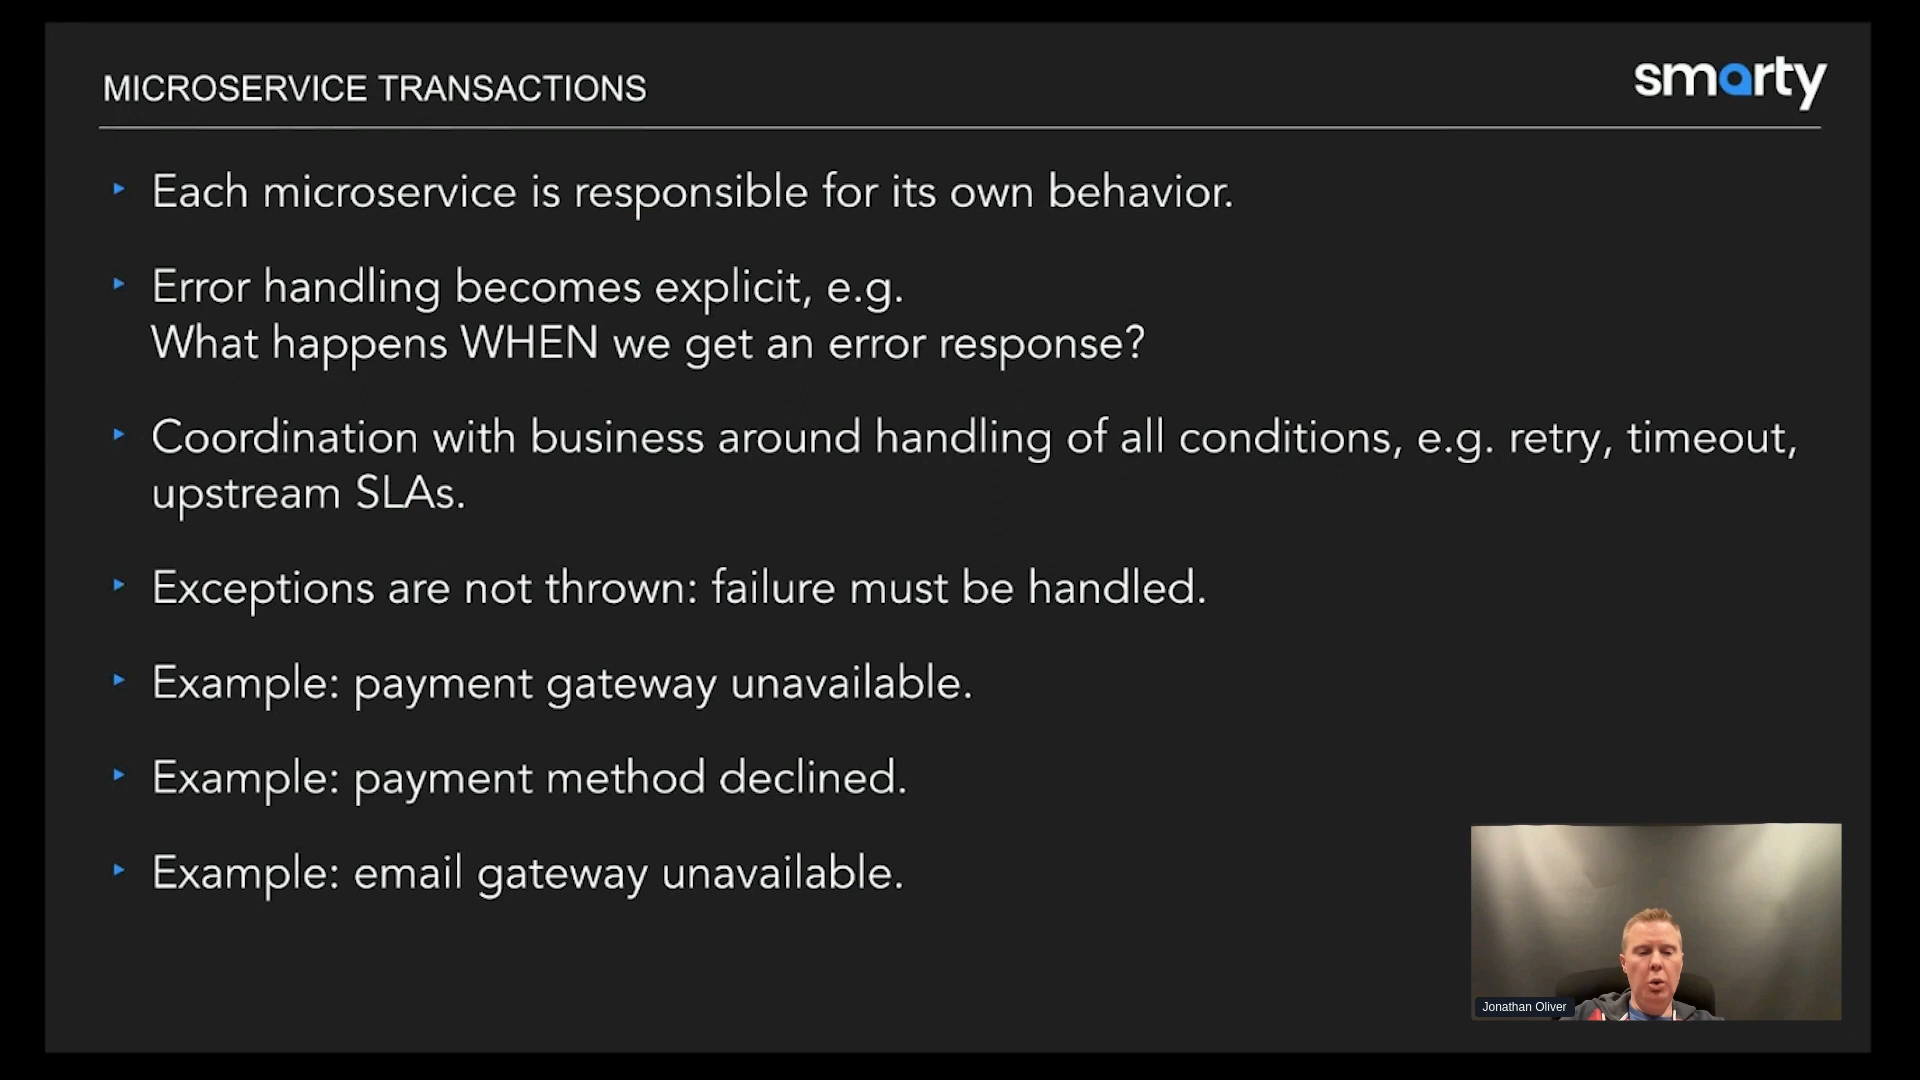 MICROSERVICE TRANSACTIONS
smarty
Each microservice is responsible for its own behavior.
Error handling becomes explicit, e.g.
What happens WHEN we get an error response?
Coordination with business around handling of all conditions, e.g. retry, timeout,
upstream SLAs.
Exceptions are not thrown: failure must be handled.
Example: payment gateway unavailable.
Example: payment method declined.
Example: email gateway unavailable.
Jonathan Oliver